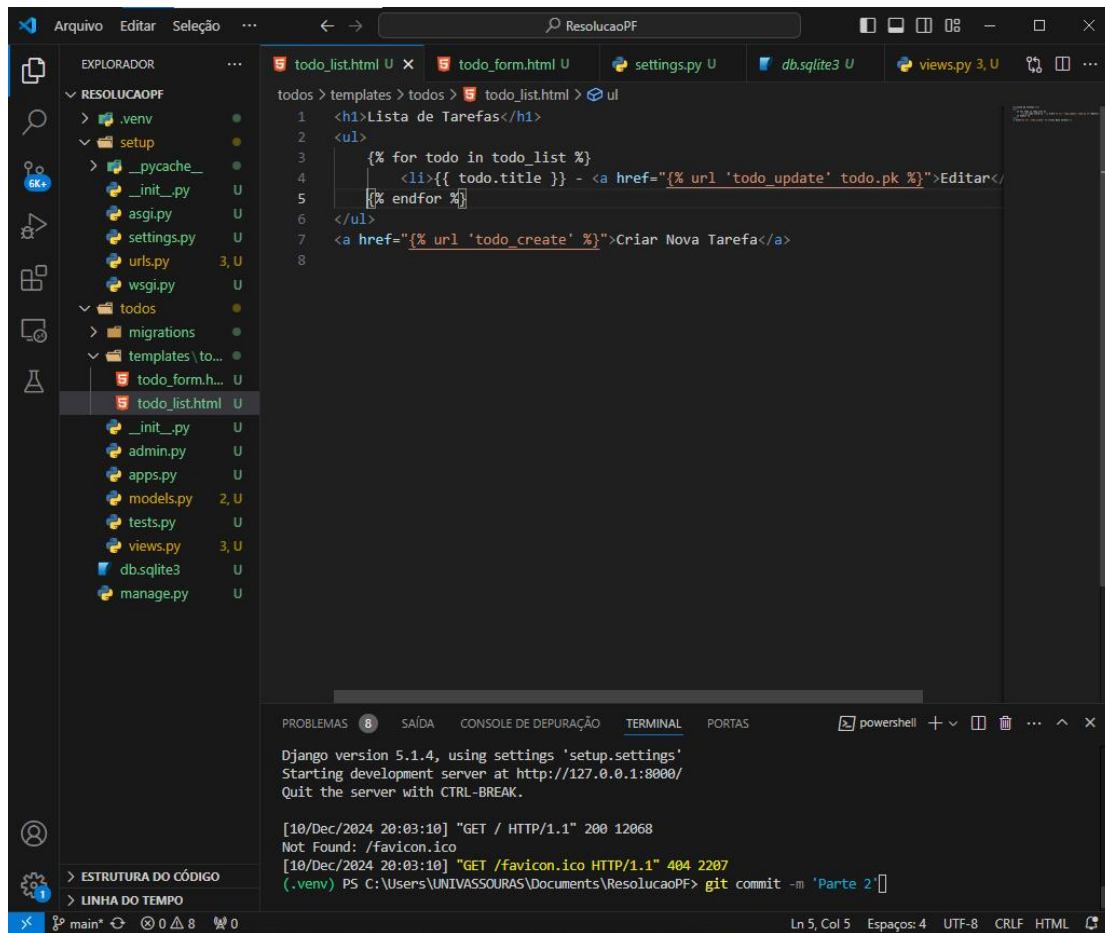 Arquivo Editar Seleção ··· ResolucaoPF
EXPLORADOR ···
RESOLUCAOPF
.venv
setup
__pycache__
__init__.py U
asgi.py U
settings.py U
urls.py 3, U
wsgi.py U
todos
migrations
templates\to...
todo_form.h... U
todo_list.html U
__init__.py U
admin.py U
apps.py U
models.py 2, U
tests.py U
views.py 3, U
db.sqlite3 U
manage.py U
ESTRUTURA DO CÓDIGO
LINHA DO TEMPO
6K+
1
todo_list.html U todo_form.html U settings.py U db.sqlite3 U views.py 3, U ···
todos > templates > todos > todo_list.html > ul
1 <h1>Lista de Tarefas</h1>
2 <ul>
3 {% for todo in todo_list %}
4 <li>{{ todo.title }} - <a href="{% url 'todo_update' todo.pk %}">Editar</
5 {% endfor %}
6 </ul>
7 <a href="{% url 'todo_create' %}">Criar Nova Tarefa</a>
8
PROBLEMAS 8 SAÍDA CONSOLE DE DEPURAÇÃO TERMINAL PORTAS powershell ···
Django version 5.1.4, using settings 'setup.settings'
Starting development server at http://127.0.0.1:8000/
Quit the server with CTRL-BREAK.
[10/Dec/2024 20:03:10] "GET / HTTP/1.1" 200 12068
Not Found: /favicon.ico
[10/Dec/2024 20:03:10] "GET /favicon.ico HTTP/1.1" 404 2207
(.venv) PS C:\Users\UNIVASSOURAS\Documents\ResolucaoPF> git commit -m 'Parte 2'
main* 0 8 0 Ln 5, Col 5 Espaços: 4 UTF-8 CRLF HTML